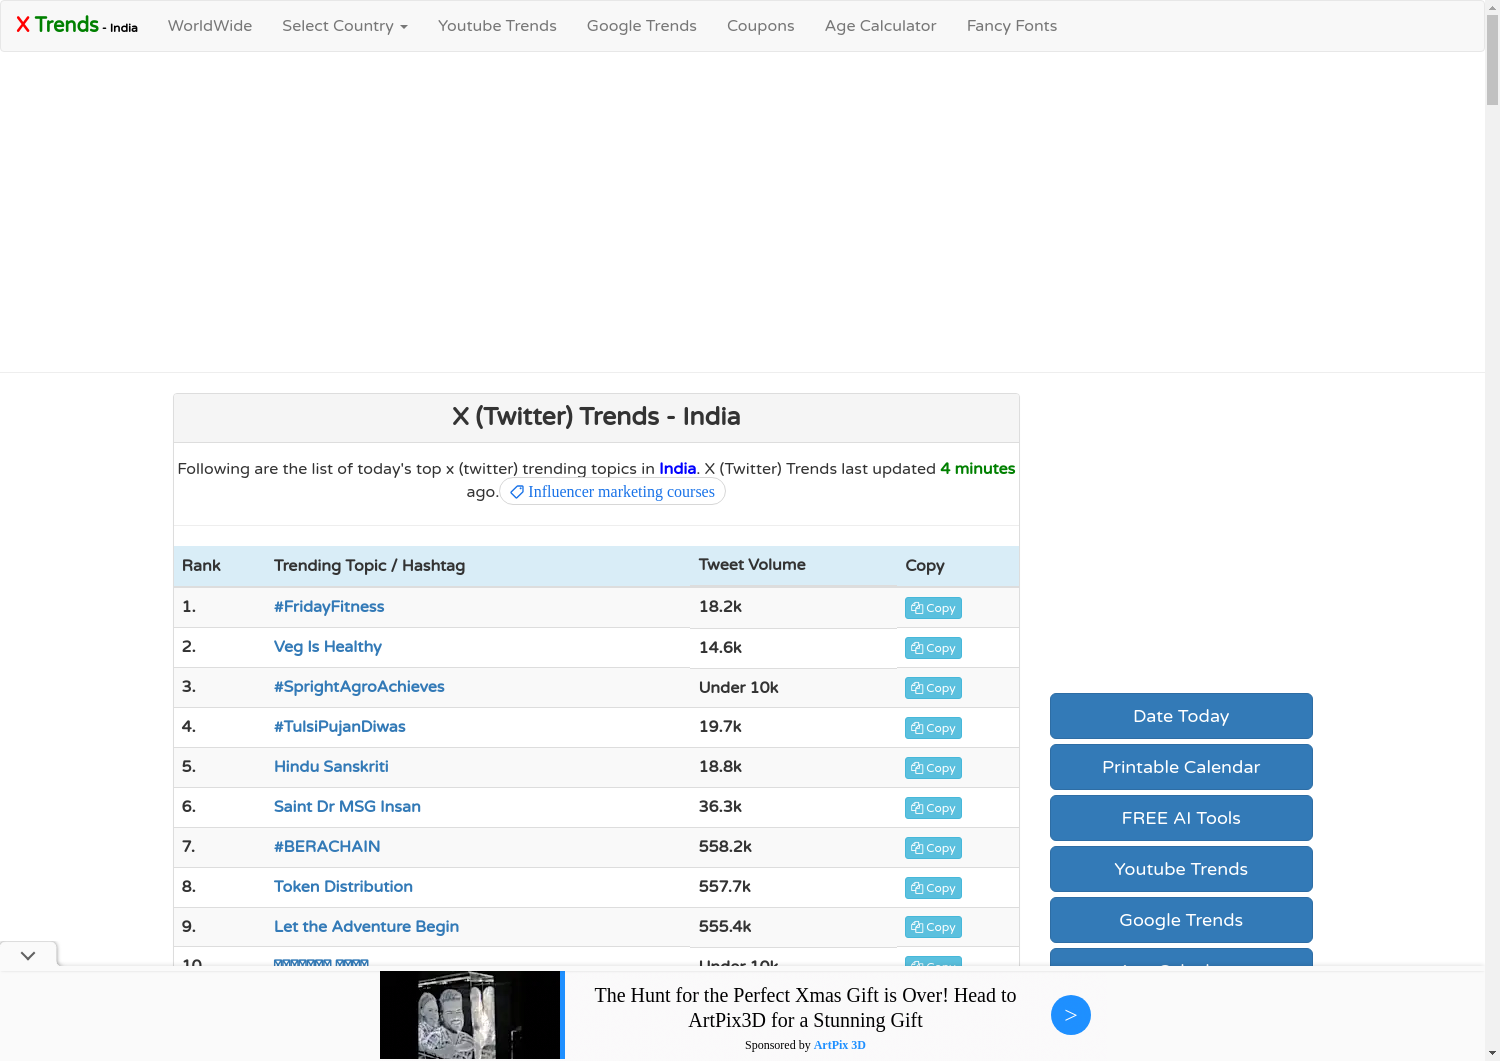 X Trends - India WorldWide Select Country Youtube Trends Google Trends Coupons Age Calculator Fancy Fonts
X (Twitter) Trends - India
Following are the list of today's top x (twitter) trending topics in India. X (Twitter) Trends last updated 4 minutes
ago. Influencer marketing courses
Rank Trending Topic / Hashtag Tweet Volume Copy
1. #FridayFitness 18.2k Copy
2. Veg Is Healthy 14.6k Copy
3. #SprightAgroAchieves Under 10k Copy
4. #TulsiPujanDiwas 19.7k Copy
5. Hindu Sanskriti 18.8k Copy
6. Saint Dr MSG Insan 36.3k Copy
7. #BERACHAIN 558.2k Copy
8. Token Distribution 557.7k Copy
9. Let the Adventure Begin 555.4k Copy
10. Under 10k Copy
Date Today
Printable Calendar
FREE AI Tools
Youtube Trends
Google Trends
The Hunt for the Perfect Xmas Gift is Over! Head to
ArtPix3D for a Stunning Gift
Sponsored by ArtPix 3D
>